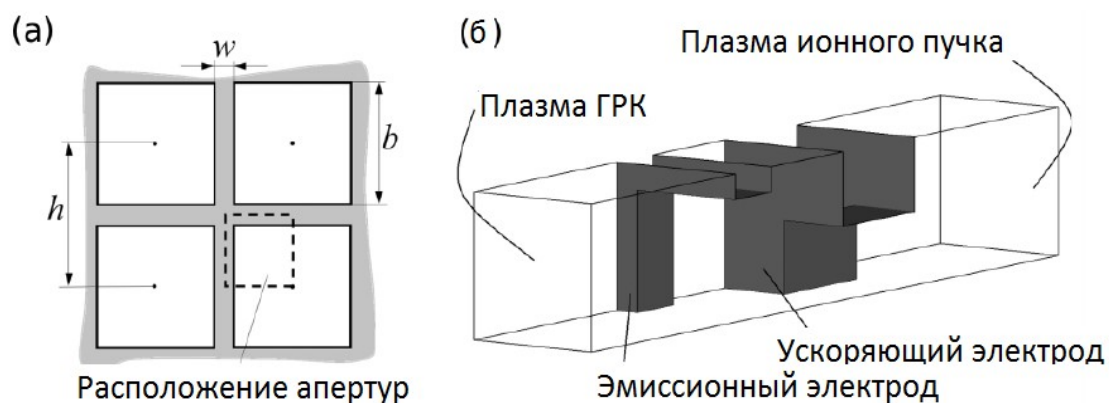 (а)
w
b
h
Расположение апертур
(б)
Плазма ионного пучка
Плазма ГРК
Ускоряющий электрод
Эмиссионный электрод